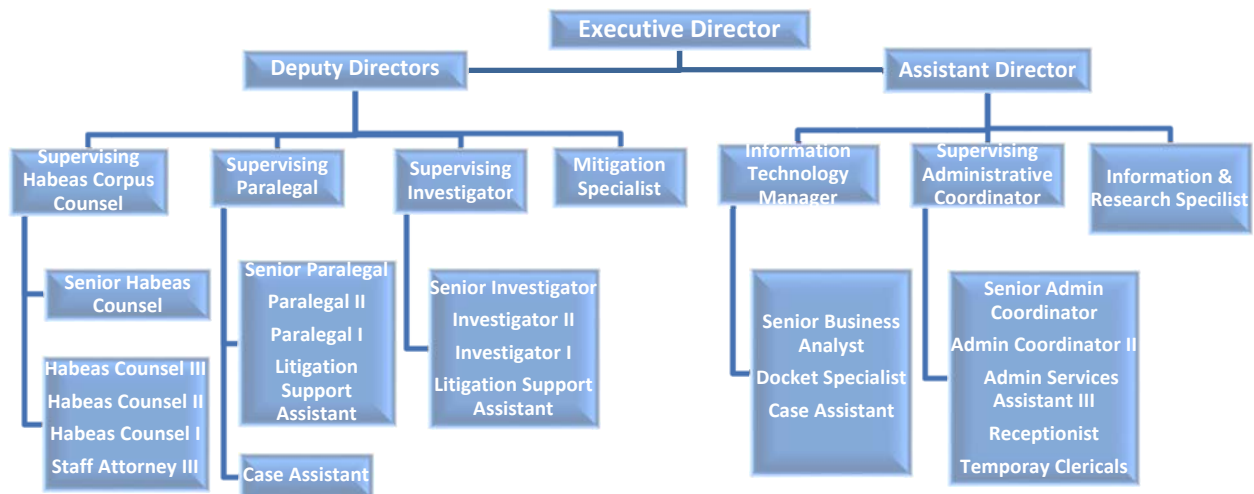 Executive Director
Deputy Directors
Assistant Director
Supervising
Habeas Corpus
Counsel
Supervising
Paralegal
Supervising
Investigator
Mitigation
Specialist
Information
Technology
Manager
Supervising
Administrative
Coordinator
Information &
Research Specilist
Senior Habeas
Counsel
Habeas Counsel III
Habeas Counsel II
Habeas Counsel I
Staff Attorney III
Senior Paralegal
Paralegal II
Paralegal I
Litigation
Support
Assistant
Case Assistant
Senior Investigator
Investigator II
Investigator I
Litigation Support
Assistant
Senior Business
Analyst
Docket Specialist
Case Assistant
Senior Admin
Coordinator
Admin Coordinator II
Admin Services
Assistant III
Receptionist
Temporay Clericals